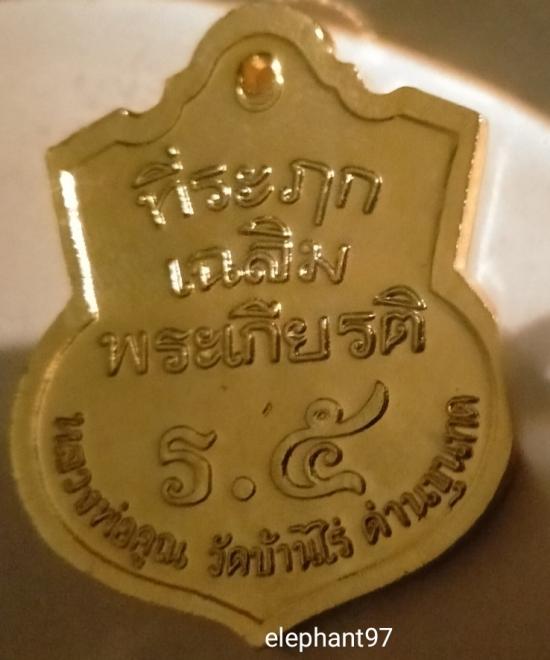 ที่ระฦก
เฉลิม
พระเกียรติ
ร.๕
หลวงพ่อคูณ วัดบ้านไร่ ด่านขุนทด
elephant97